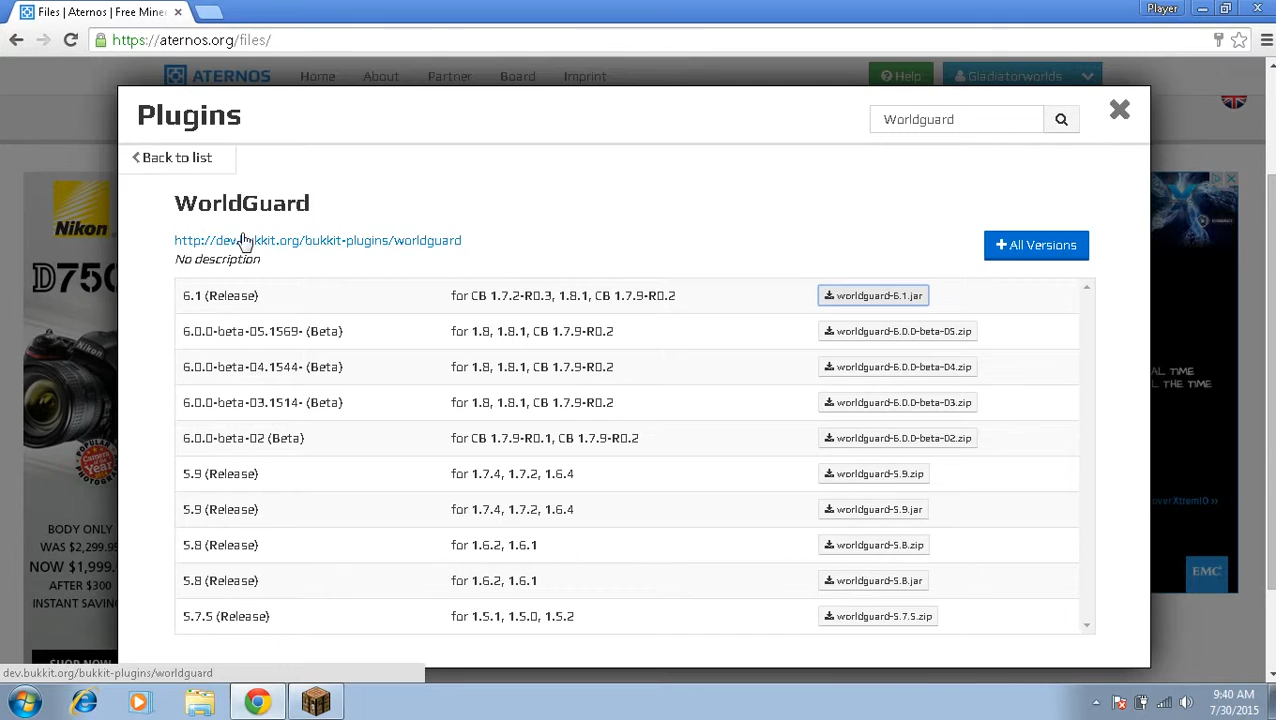 Files | Aternos | Free Mine
Player
https://aternos.org/files/
ATERNOS Home About Partner Board Imprint Help Gladiatorworlds
Plugins
Worldguard
Back to list
WorldGuard
http://dev.bukkit.org/bukkit-plugins/worldguard
No description
All Versions
6.1 (Release) for CB 1.7.2-R0.3, 1.8.1, CB 1.7.9-R0.2 worldguard-6.1.jar
6.0.0-beta-05.1569- (Beta) for 1.8, 1.8.1, CB 1.7.9-R0.2 worldguard-6.0.0-beta-05.zip
6.0.0-beta-04.1544- (Beta) for 1.8, 1.8.1, CB 1.7.9-R0.2 worldguard-6.0.0-beta-04.zip
6.0.0-beta-03.1514- (Beta) for 1.8, 1.8.1, CB 1.7.9-R0.2 worldguard-6.0.0-beta-03.zip
6.0.0-beta-02 (Beta) for CB 1.7.9-R0.1, CB 1.7.9-R0.2 worldguard-6.0.0-beta-02.zip
5.9 (Release) for 1.7.4, 1.7.2, 1.6.4 worldguard-5.9.zip
5.9 (Release) for 1.7.4, 1.7.2, 1.6.4 worldguard-5.9.jar
5.8 (Release) for 1.6.2, 1.6.1 worldguard-5.8.zip
5.8 (Release) for 1.6.2, 1.6.1 worldguard-5.8.jar
5.7.5 (Release) for 1.5.1, 1.5.0, 1.5.2 worldguard-5.7.5.zip
Nikon
D750
BODY ONLY
WAS $2,299.9
NOW $1,999.
AFTER $300
INSTANT SAVIN
SHOP NOW
AL TIME
THE SAME.
over XtremIO >>
EMC
dev.bukkit.org/bukkit-plugins/worldguard
9:40 AM
7/30/2015